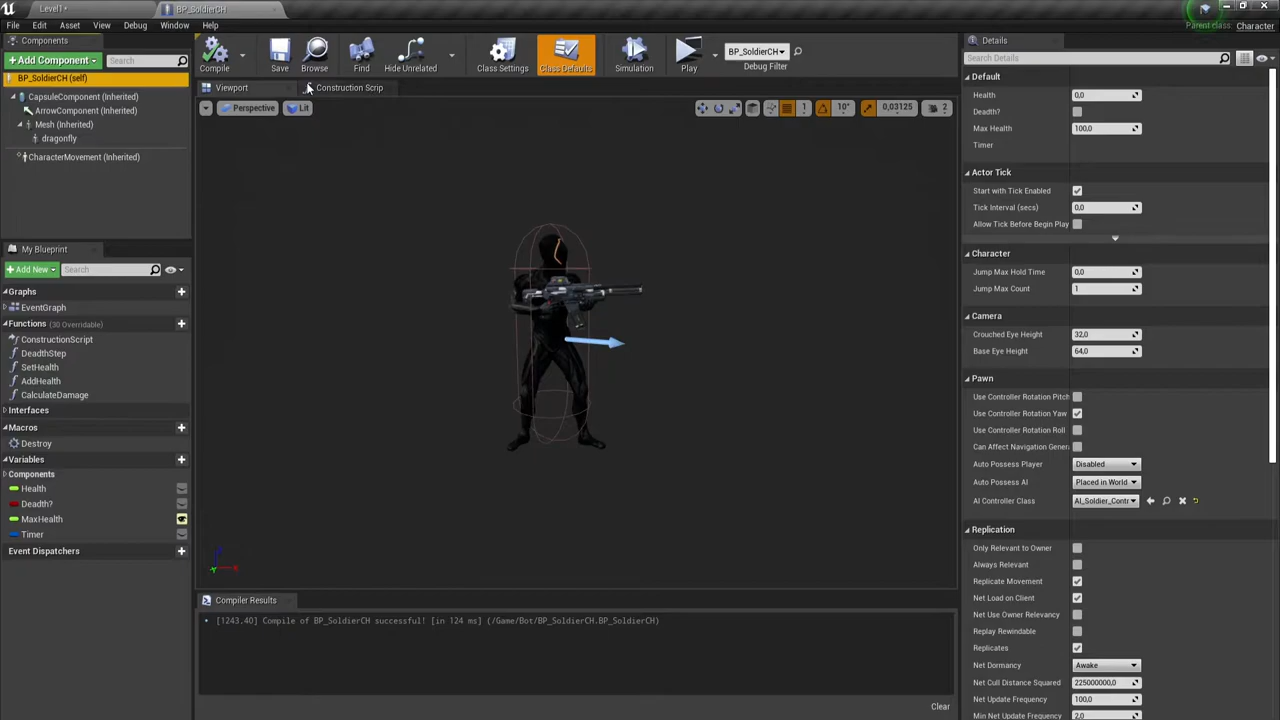 Level1*
BP_SoldierCH
File Edit Asset View Debug Window Help
Parent class: Character
Components
+Add Component
Search
BP_SoldierCH (self)
CapsuleComponent (Inherited)
ArrowComponent (Inherited)
Mesh (Inherited)
dragonfly
CharacterMovement (Inherited)
Compile
Save
Browse
Find
Hide Unrelated
Class Settings
Class Defaults
Simulation
Play
BP_SoldierCH
Debug Filter
Viewport
Construction Scrip
Perspective
Lit
1
10°
0,03125
2
My Blueprint
+Add New
Search
Graphs
EventGraph
Functions (30 Overridable)
ConstructionScript
DeadthStep
SetHealth
AddHealth
CalculateDamage
Interfaces
Macros
Destroy
Variables
Components
Health
Deadth?
MaxHealth
Timer
Event Dispatchers
Compiler Results
[1243.40] Compile of BP_SoldierCH successful! [in 124 ms] (/Game/Bot/BP_SoldierCH.BP_SoldierCH)
Clear
Details
Search Details
Default
Health 0,0
Deadth?
Max Health 100,0
Timer
Actor Tick
Start with Tick Enabled
Tick Interval (secs) 0,0
Allow Tick Before Begin Play
Character
Jump Max Hold Time 0,0
Jump Max Count 1
Camera
Crouched Eye Height 32,0
Base Eye Height 64,0
Pawn
Use Controller Rotation Pitch
Use Controller Rotation Yaw
Use Controller Rotation Roll
Can Affect Navigation Genera
Auto Possess Player Disabled
Auto Possess AI Placed in World
AI Controller Class AI_Soldier_Contr
Replication
Only Relevant to Owner
Always Relevant
Replicate Movement
Net Load on Client
Net Use Owner Relevancy
Replay Rewindable
Replicates
Net Dormancy Awake
Net Cull Distance Squared 225000000,0
Net Update Frequency 100,0
Min Net Update Frequency 2,0